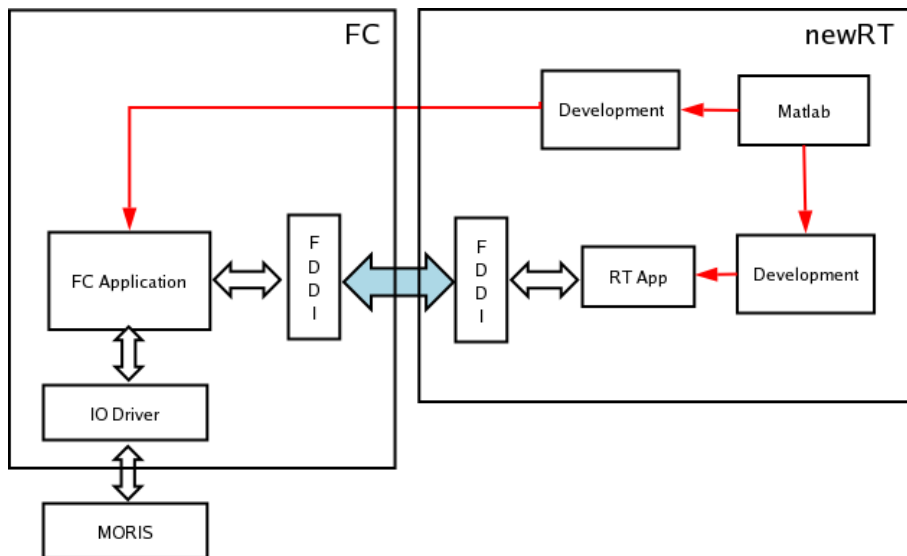 FC
newRT
Development
Matlab
FC Application
F
D
D
I
F
D
D
I
RT App
Development
IO Driver
MORIS